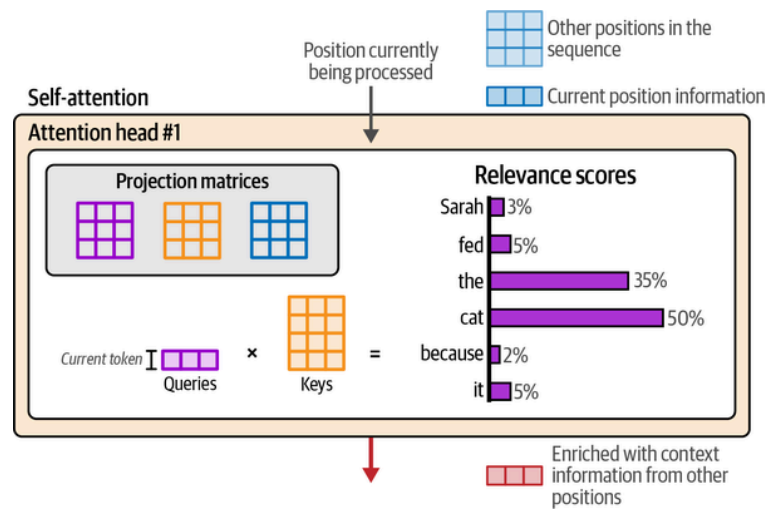 Other positions in the
sequence
Position currently
being processed
Current position information
Self-attention
Attention head #1
Projection matrices
Relevance scores
Sarah 3%
fed 5%
the 35%
cat 50%
because 2%
it 5%
Current token
× =
Queries
Keys
Enriched with context
information from other
positions